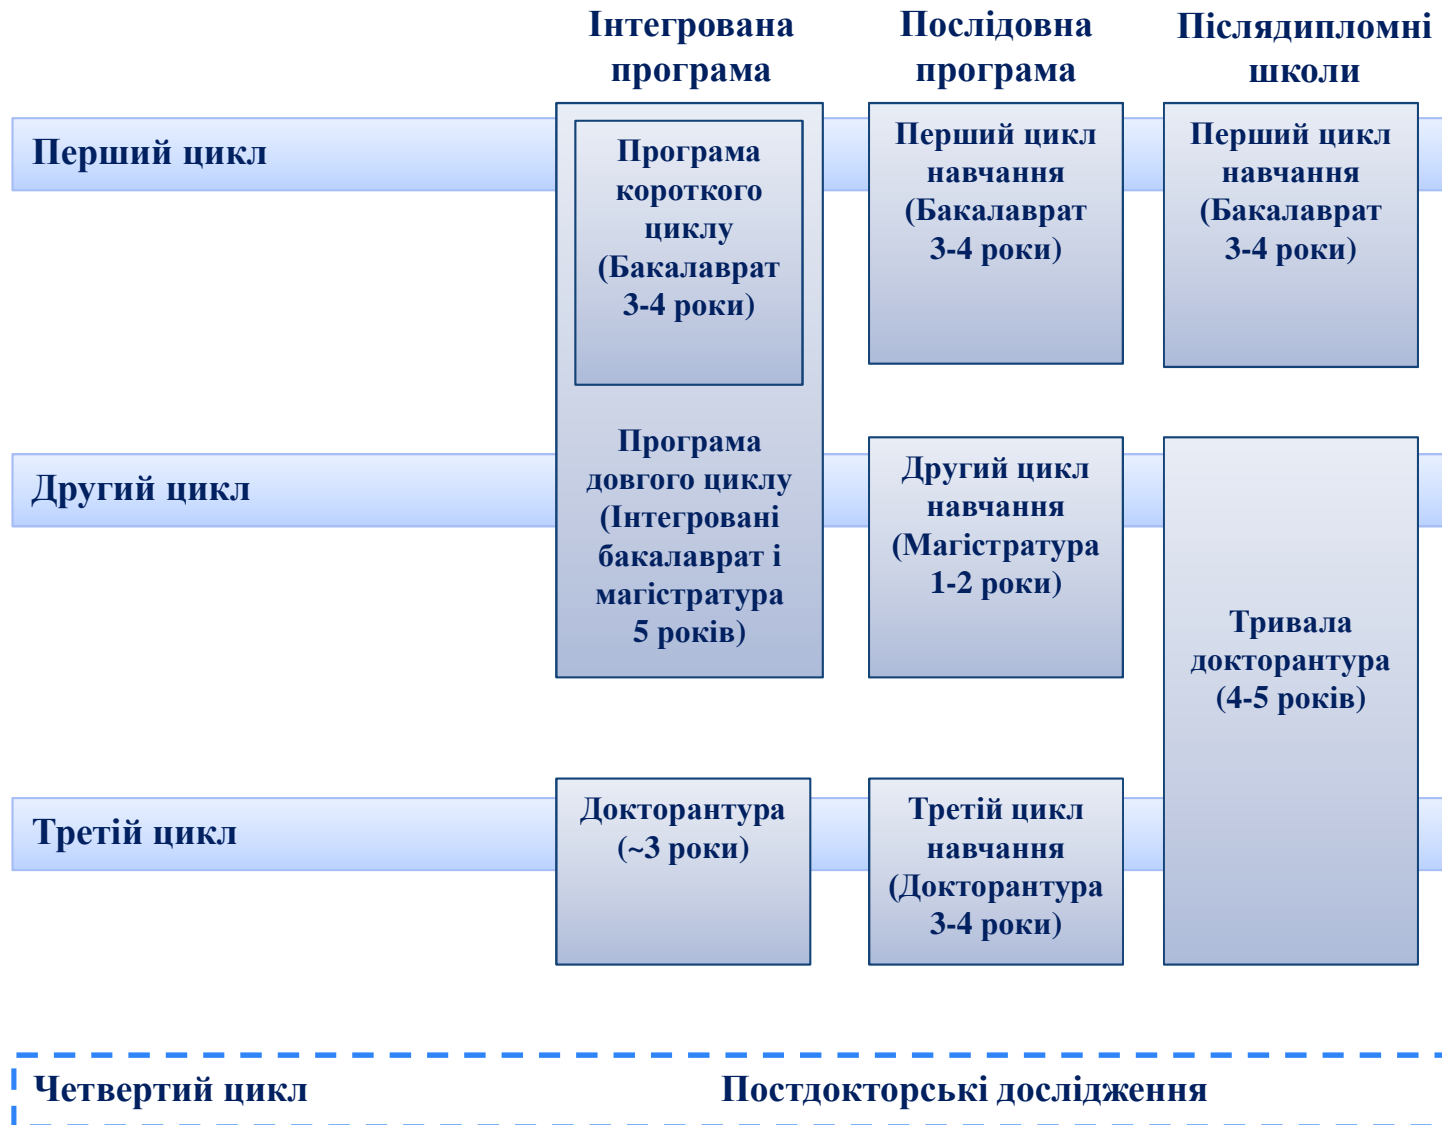 Інтегрована
програма
Послідовна
програма
Післядипломні
школи
Перший цикл
Програма
короткого
циклу
(Бакалаврат
3-4 роки)
Перший цикл
навчання
(Бакалаврат
3-4 роки)
Перший цикл
навчання
(Бакалаврат
3-4 роки)
Другий цикл
Програма
довгого циклу
(Інтегровані
бакалаврат і
магістратура
5 років)
Другий цикл
навчання
(Магістратура
1-2 роки)
Тривала
докторантура
(4-5 років)
Третій цикл
Докторантура
(~3 роки)
Третій цикл
навчання
(Докторантура
3-4 роки)
Четвертий цикл
Постдокторські дослідження